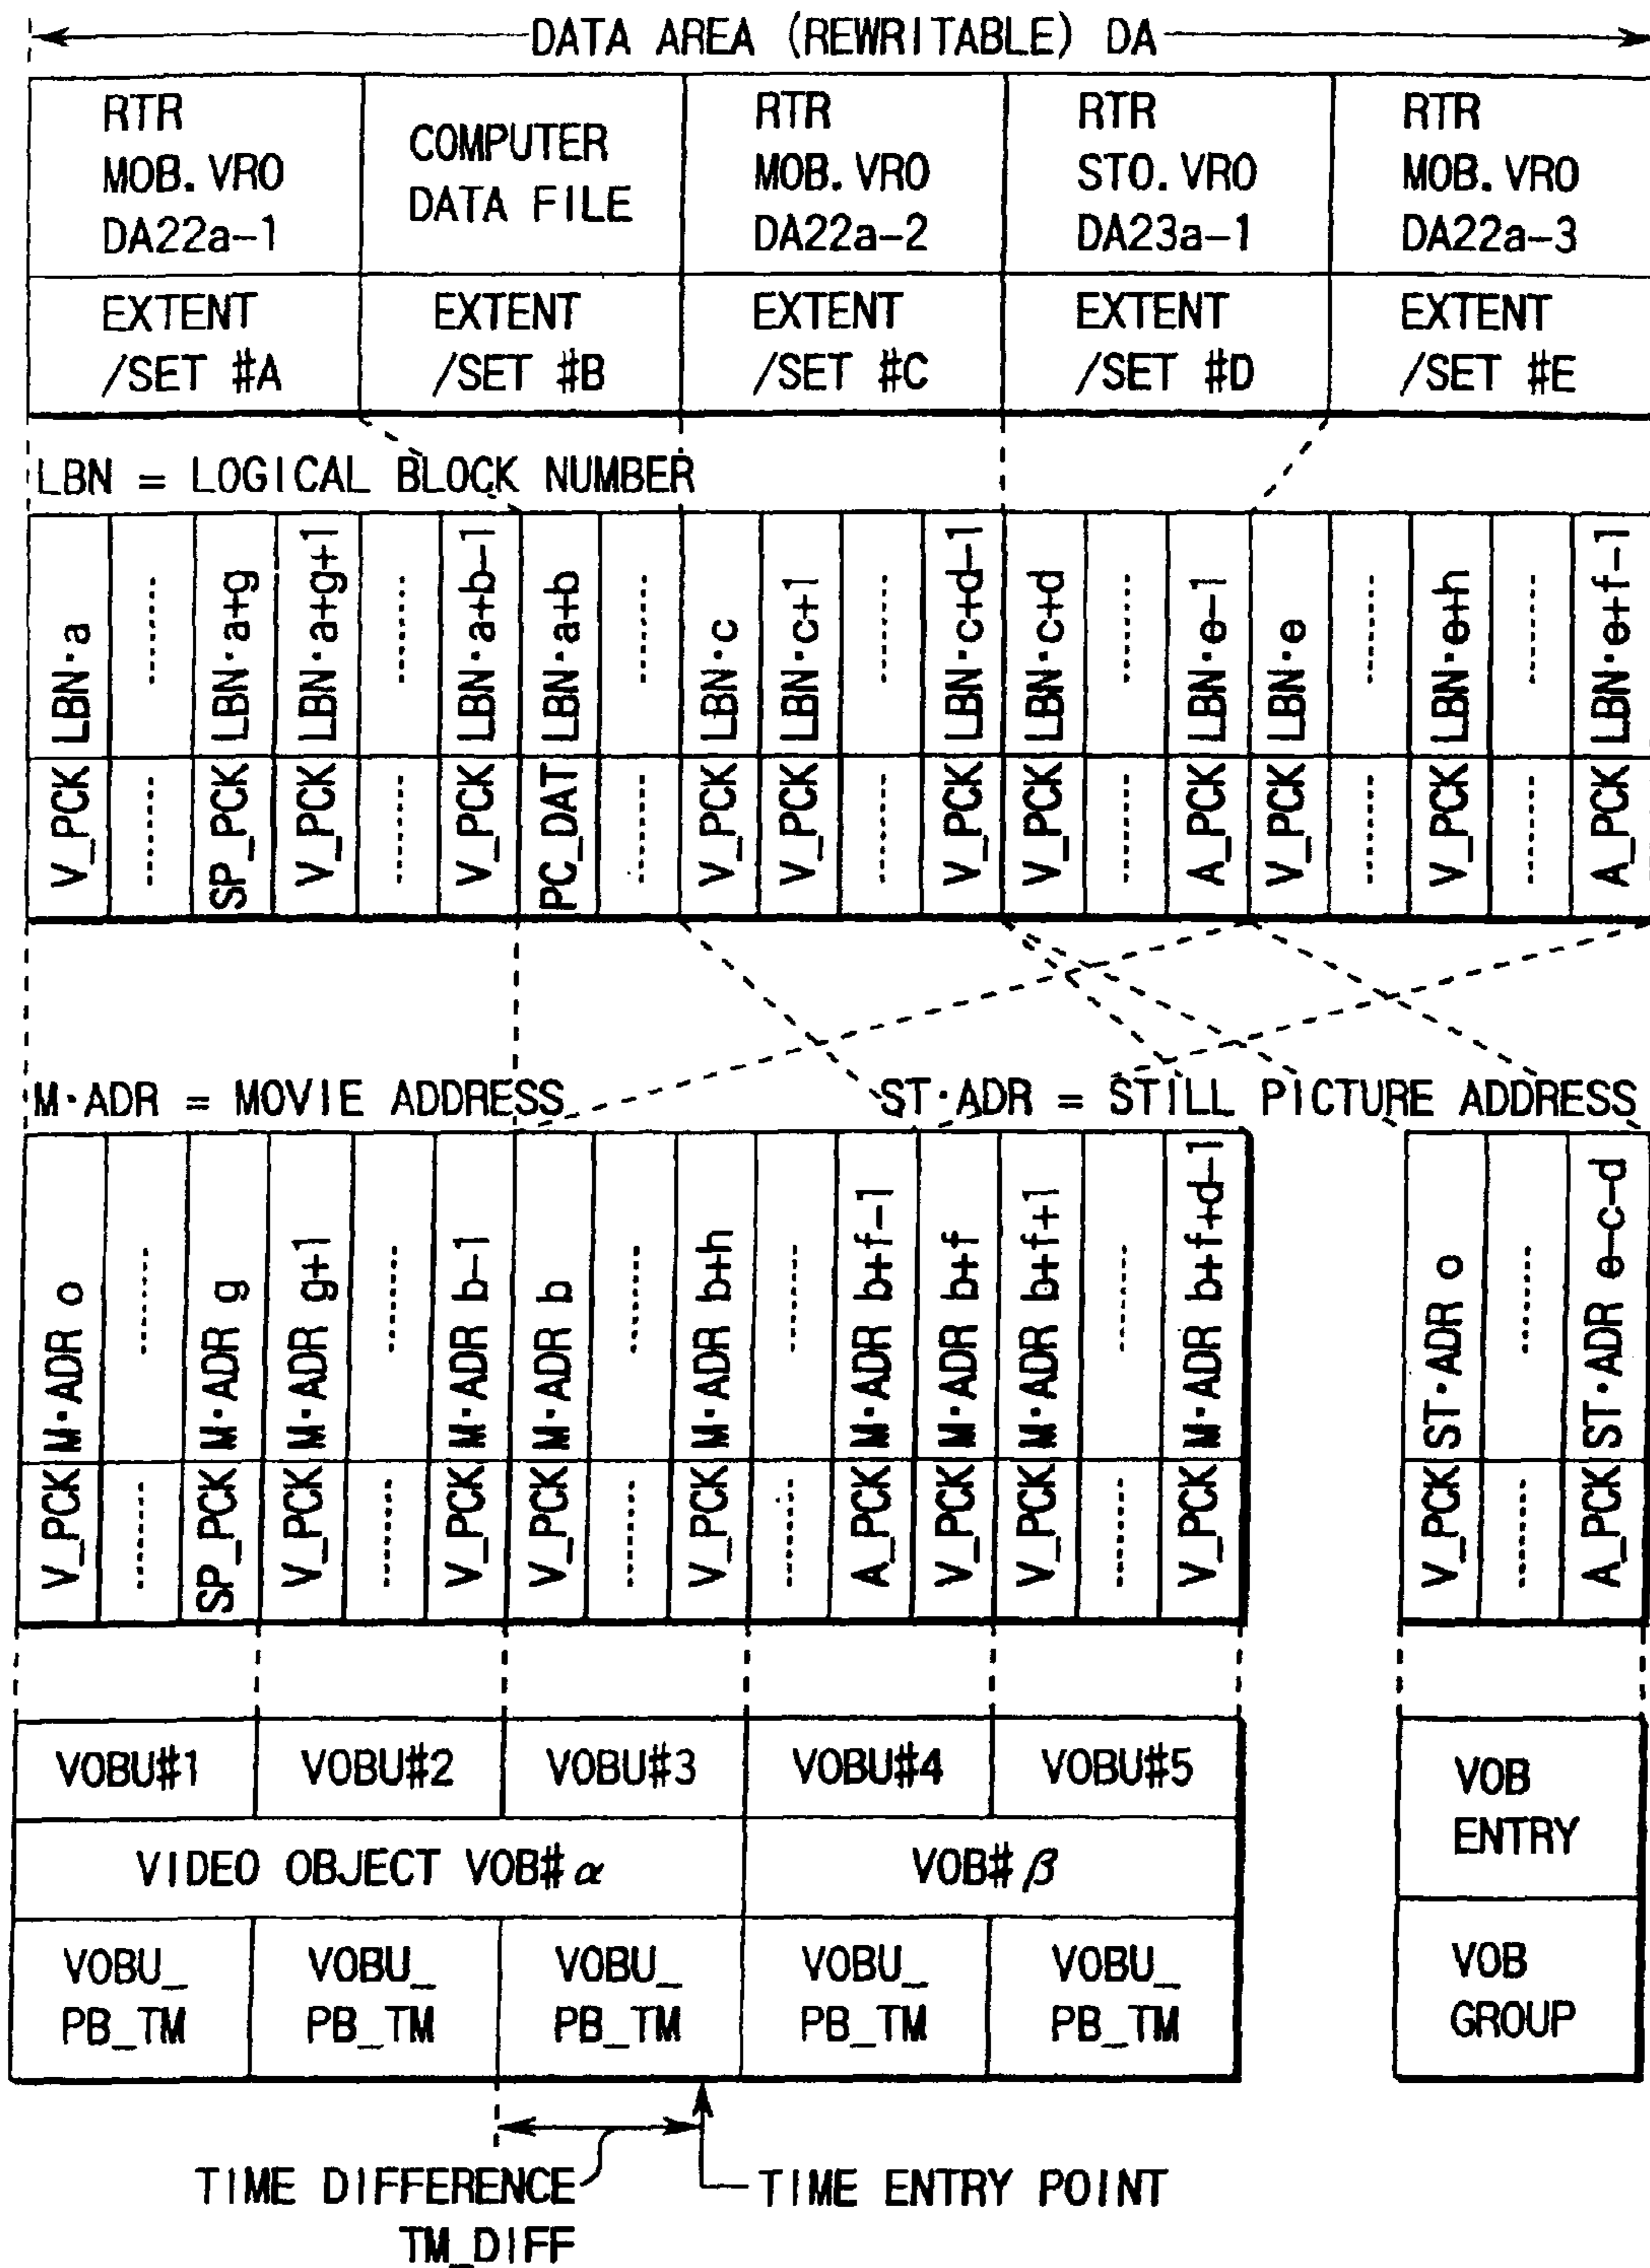 DATA AREA (REWRITABLE) DA
RTR
MOB.VRO
DA22a-1
COMPUTER
DATA FILE
RTR
MOB.VRO
DA22a-2
RTR
STO.VRO
DA23a-1
RTR
MOB.VRO
DA22a-3
EXTENT
/SET #A
EXTENT
/SET #B
EXTENT
/SET #C
EXTENT
/SET #D
EXTENT
/SET #E
LBN = LOGICAL BLOCK NUMBER
V_PCK LBN·a
SP_PCK LBN·a+g
V_PCK LBN·a+g+1
V_PCK LBN·a+b-1
PC_DAT LBN·a+b
V_PCK LBN·c
V_PCK LBN·c+1
V_PCK LBN·c+d-1
V_PCK LBN·c+d
A_PCK LBN·e-1
V_PCK LBN·e
V_PCK LBN·e+h
A_PCK LBN·e+f-1
M·ADR = MOVIE ADDRESS
ST·ADR = STILL PICTURE ADDRESS
V_PCK M·ADR o
SP_PCK M·ADR g
V_PCK M·ADR g+1
V_PCK M·ADR b-1
V_PCK M·ADR b
V_PCK M·ADR b+h
A_PCK M·ADR b+f-1
V_PCK M·ADR b+f
V_PCK M·ADR b+f+1
V_PCK M·ADR b+f+d-1
V_PCK ST·ADR o
A_PCK ST·ADR e-c-d
VOBU#1
VOBU#2
VOBU#3
VOBU#4
VOBU#5
VOB
ENTRY
VIDEO OBJECT VOB#α
VOB#β
VOBU_
PB_TM
VOBU_
PB_TM
VOBU_
PB_TM
VOBU_
PB_TM
VOBU_
PB_TM
VOB
GROUP
TIME DIFFERENCE
TM_DIFF
TIME ENTRY POINT